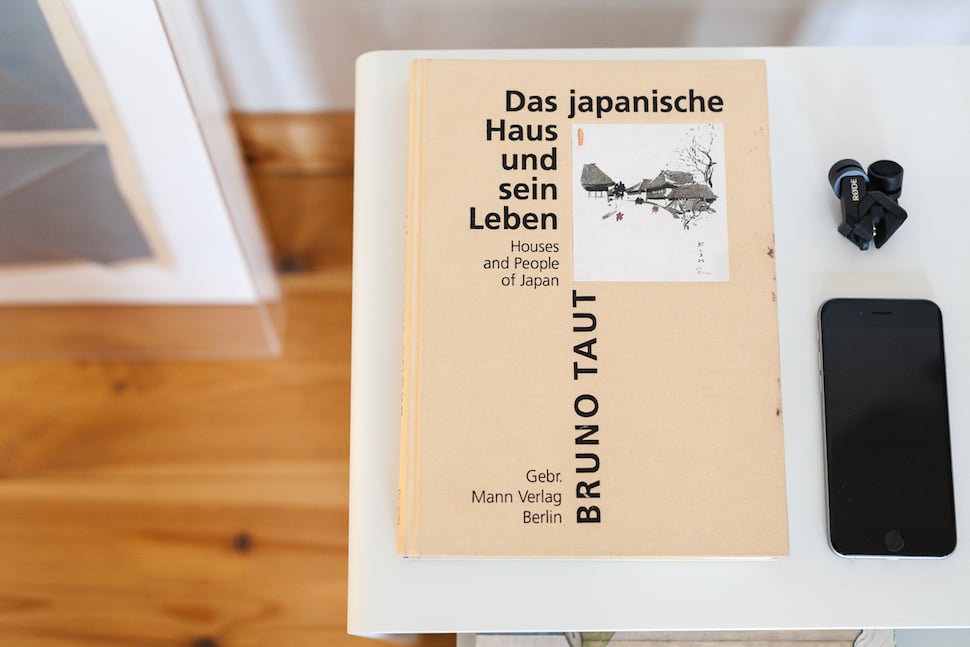 Das japanische
Haus
und
sein
Leben
Houses
and People
of Japan
BRUNO TAUT
Gebr.
Mann Verlag
Berlin
RØDE